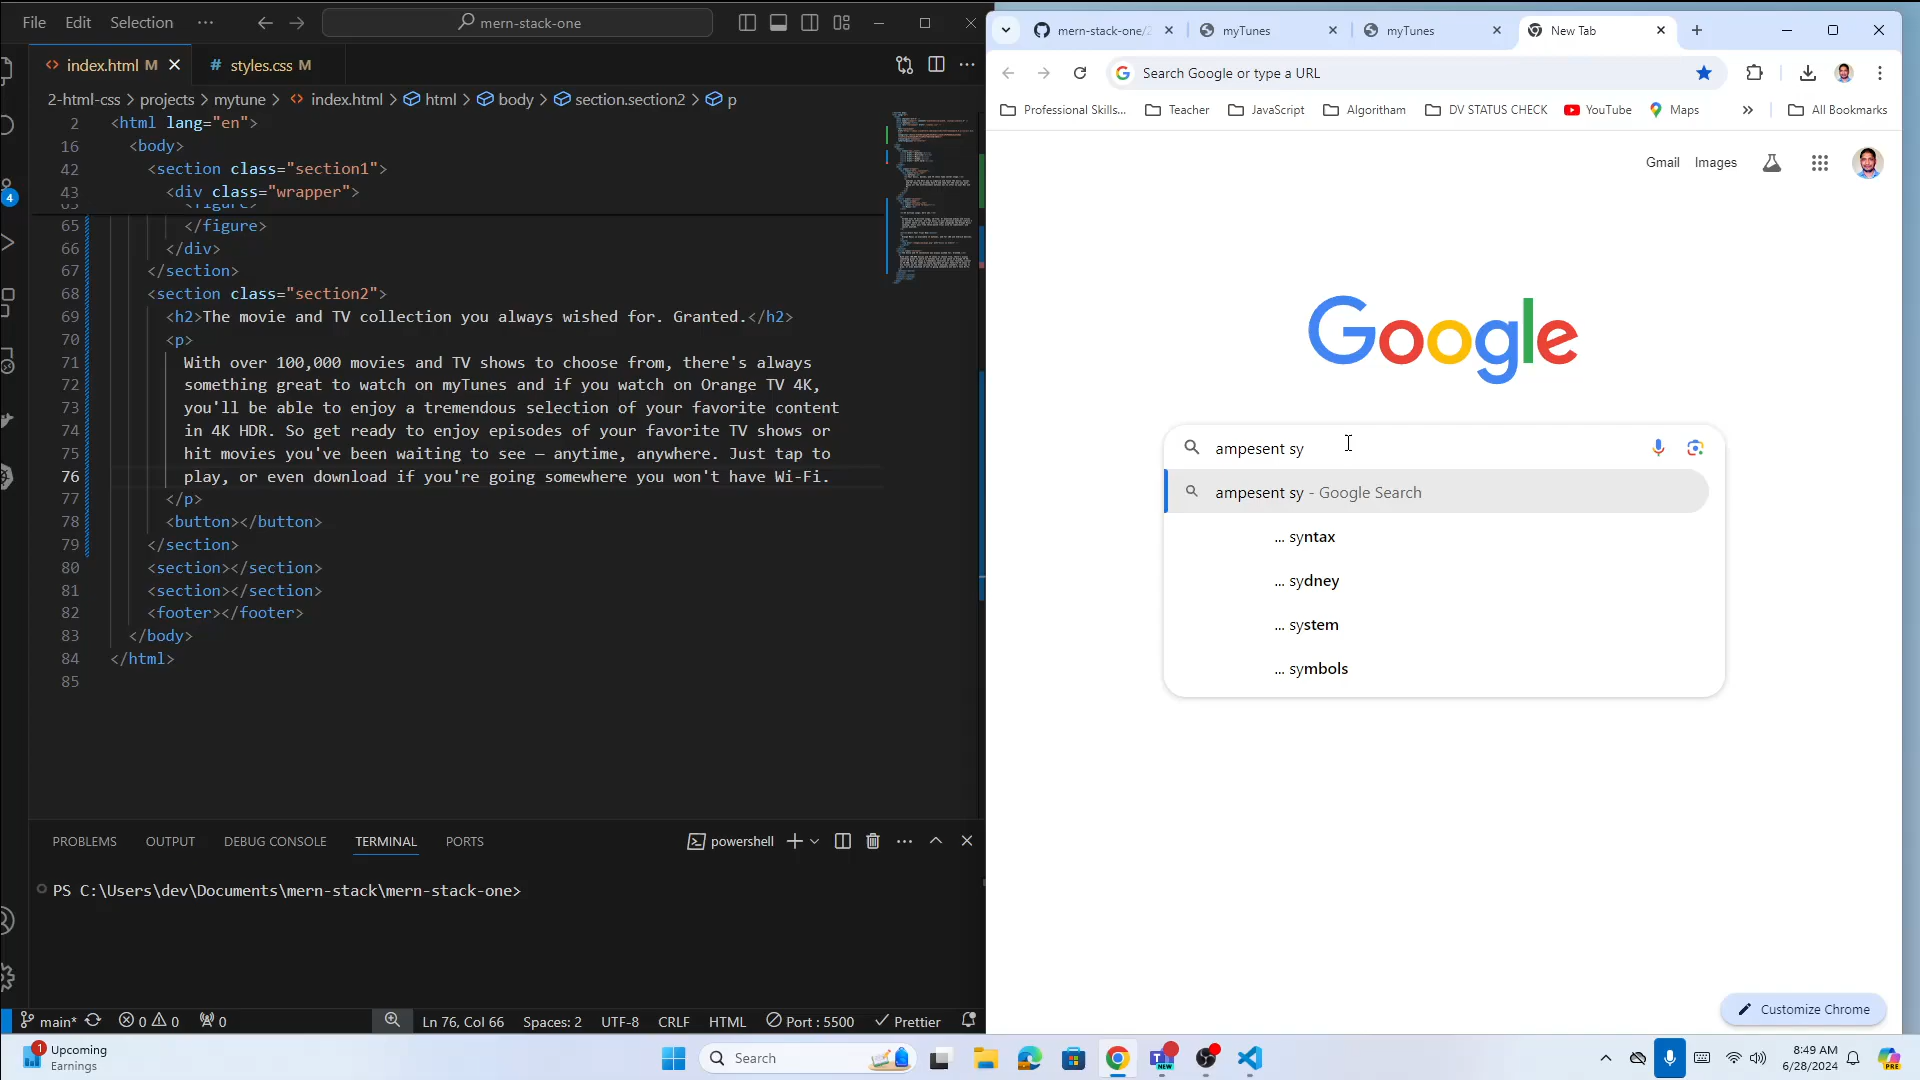 File Edit Selection ··· mern-stack-one
index.html M styles.css M
2-html-css > projects > mytune > index.html > html > body > section.section2 > p
2 <html lang="en">
16 <body>
42 <section class="section1">
43 <div class="wrapper">
65 </figure>
66 </div>
67 </section>
68 <section class="section2">
69 <h2>The movie and TV collection you always wished for. Granted.</h2>
70 <p>
71 With over 100,000 movies and TV shows to choose from, there's always
72 something great to watch on myTunes and if you watch on Orange TV 4K,
73 you'll be able to enjoy a tremendous selection of your favorite content
74 in 4K HDR. So get ready to enjoy episodes of your favorite TV shows or
75 hit movies you've been waiting to see — anytime, anywhere. Just tap to
76 play, or even download if you're going somewhere you won't have Wi-Fi.
77 </p>
78 <button></button>
79 </section>
80 <section></section>
81 <section></section>
82 <footer></footer>
83 </body>
84 </html>
85
PROBLEMS OUTPUT DEBUG CONSOLE TERMINAL PORTS powershell
PS C:\Users\dev\Documents\mern-stack\mern-stack-one>
4
main* 0 0 0 Ln 76, Col 66 Spaces: 2 UTF-8 CRLF HTML Port : 5500 Prettier
mern-stack-one/2 myTunes myTunes New Tab
Search Google or type a URL
Professional Skills... Teacher JavaScript Algoritham DV STATUS CHECK YouTube Maps » All Bookmarks
Gmail Images
Google
ampesent sy
ampesent sy - Google Search
... syntax
... sydney
... system
... symbols
Customize Chrome
1 Upcoming
Earnings
Search
NEW
PRE
8:49 AM
6/28/2024